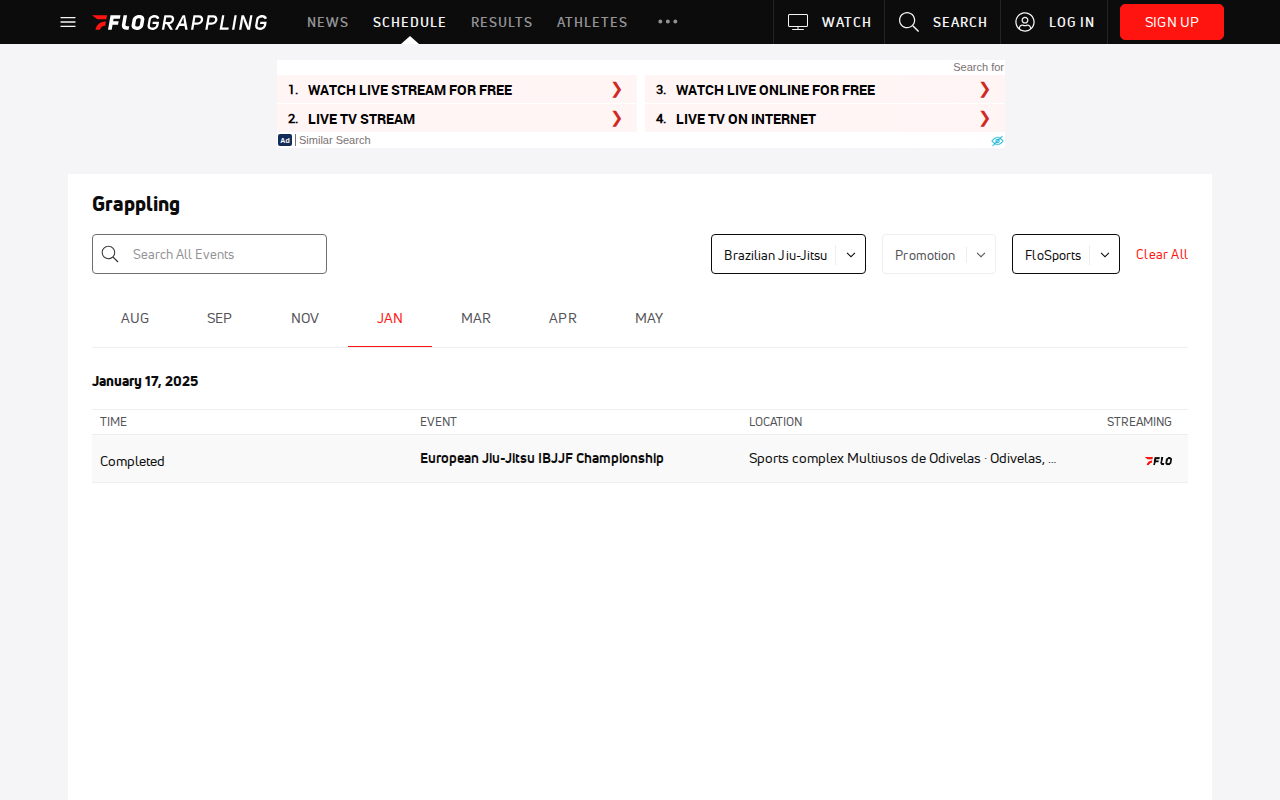 FLOGRAPPLING
NEWS
SCHEDULE
RESULTS
ATHLETES
WATCH
SEARCH
LOG IN
SIGN UP
Search for
1. WATCH LIVE STREAM FOR FREE
2. LIVE TV STREAM
3. WATCH LIVE ONLINE FOR FREE
4. LIVE TV ON INTERNET
Ad | Similar Search
Grappling
Search All Events
Brazilian Jiu-Jitsu
Promotion
FloSports
Clear All
AUG SEP NOV JAN MAR APR MAY
January 17, 2025
TIME EVENT LOCATION STREAMING
Completed European Jiu-Jitsu IBJJF Championship Sports complex Multiusos de Odivelas · Odivelas, ... FLO